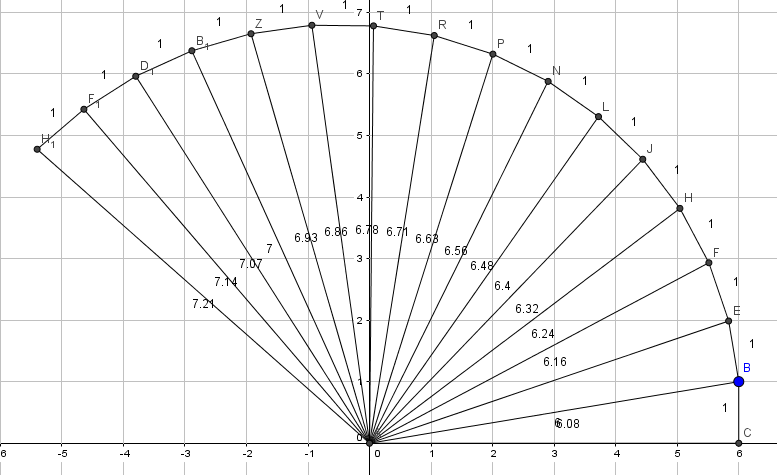 1 1 V 1 T 1 7
1 Z R 1
1 B1 P 1
1 D1 N 1
1 F1 L 1
H1 J 1
6
5
H 1
4
F 1
6.93 6.86 6.78 6.71 6.63
7 6.56
7.07 6.48
3
7.14 6.4
7.21 6.32
E 1
2
6.24
6.16 1
B
1
6.08 1
C
0
-6 -5 -4 -3 -2 -1 0 1 2 3 4 5 6